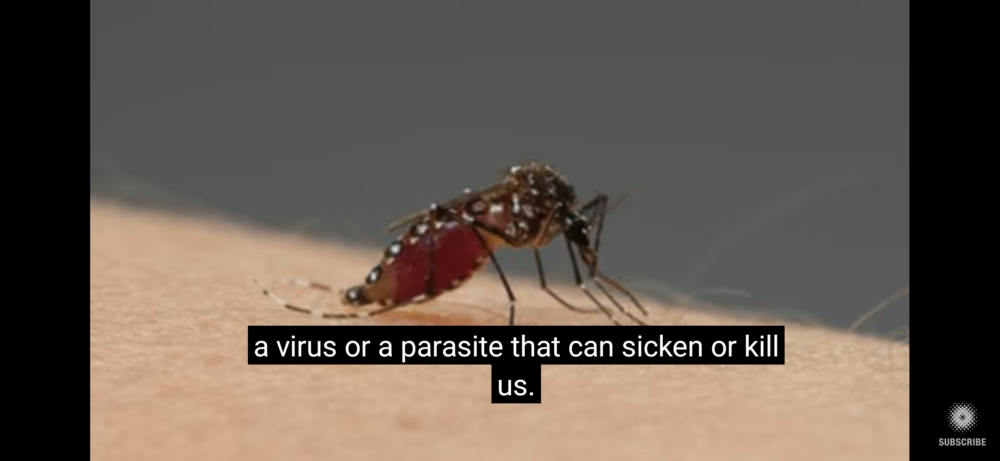 a virus or a parasite that can sicken or kill
us.
SUBSCRIBE